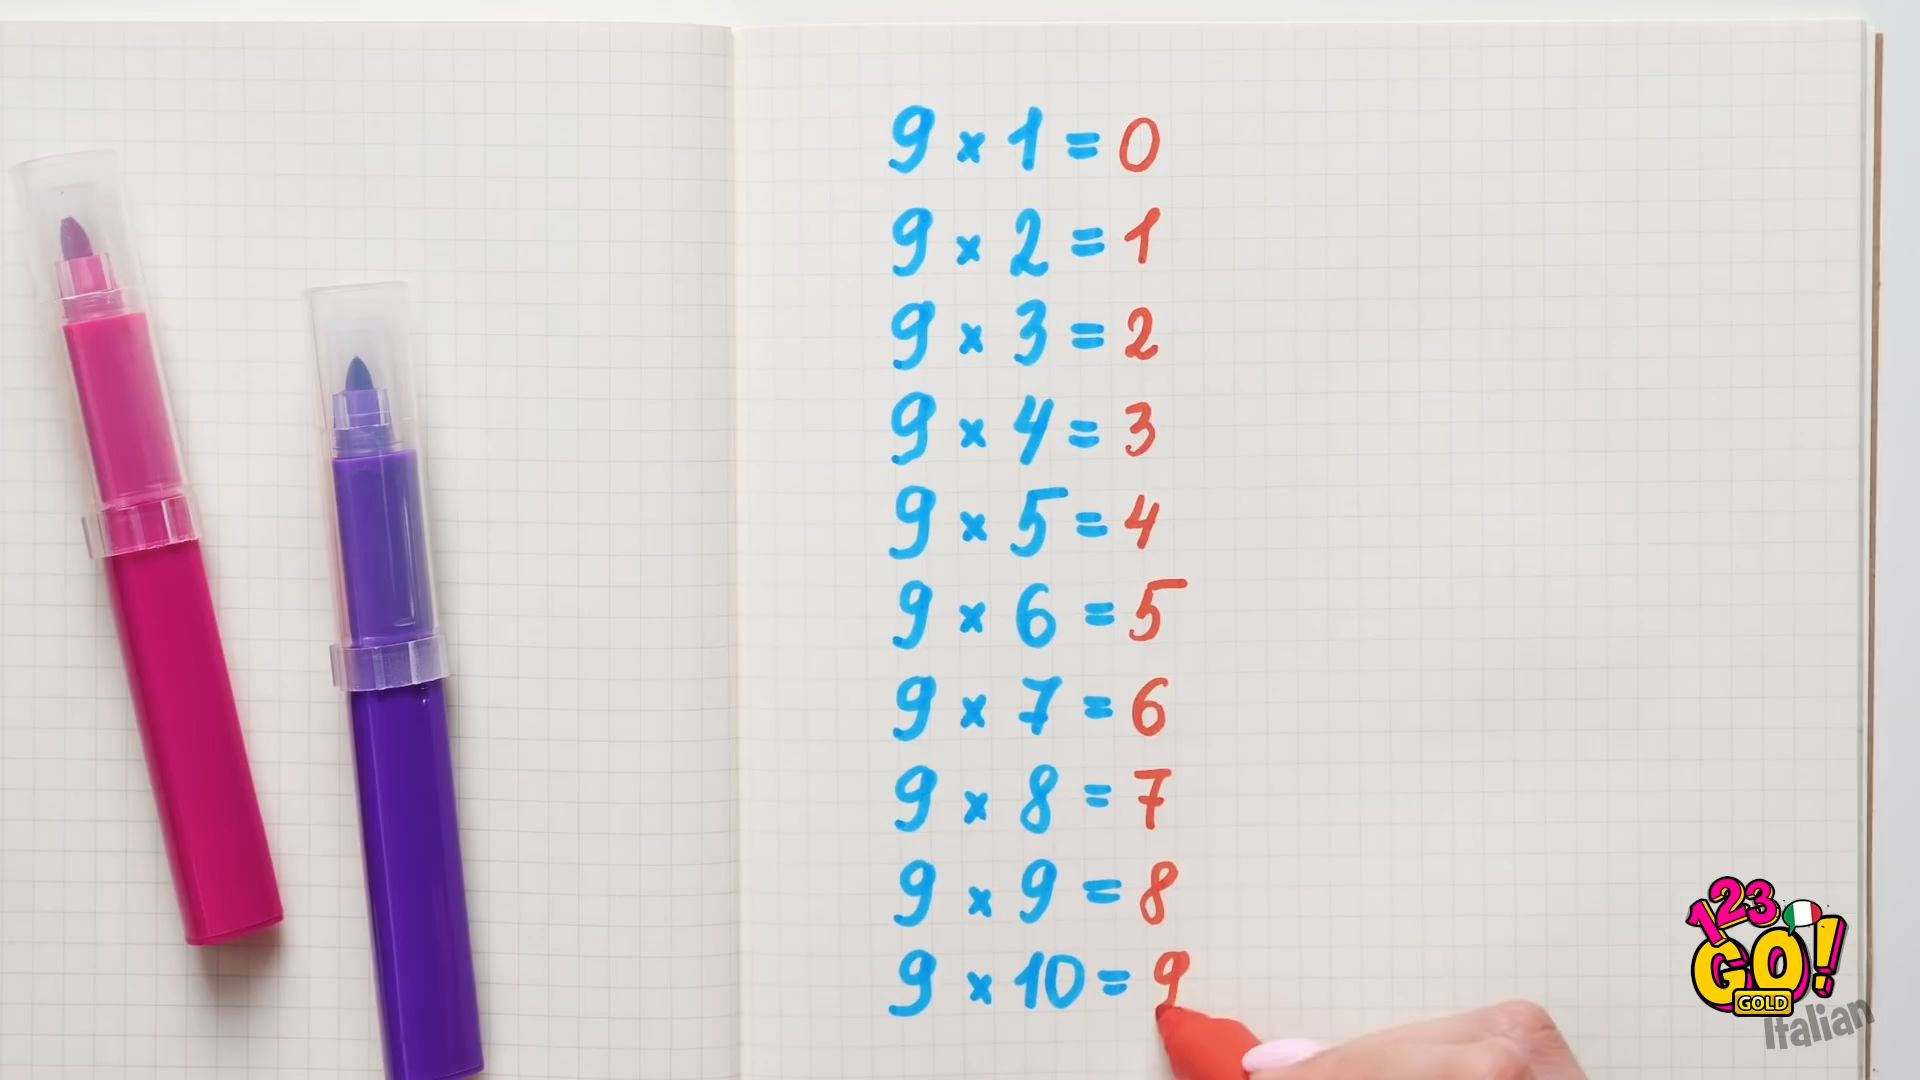 9 × 1 = 0
9 × 2 = 1
9 × 3 = 2
9 × 4 = 3
9 × 5 = 4
9 × 6 = 5
9 × 7 = 6
9 × 8 = 7
9 × 9 = 8
9 × 10 = 9
123
GO!
GOLD
Italian